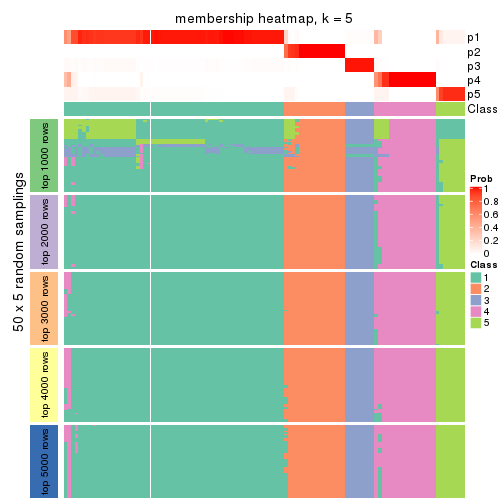 membership heatmap, k = 5
p1
p2
p3
p4
p5
Class
50 x 5 random samplings
top 1000 rows
top 2000 rows
top 3000 rows
top 4000 rows
top 5000 rows
Prob
1
0.8
0.6
0.4
0.2
0
Class
1
2
3
4
5